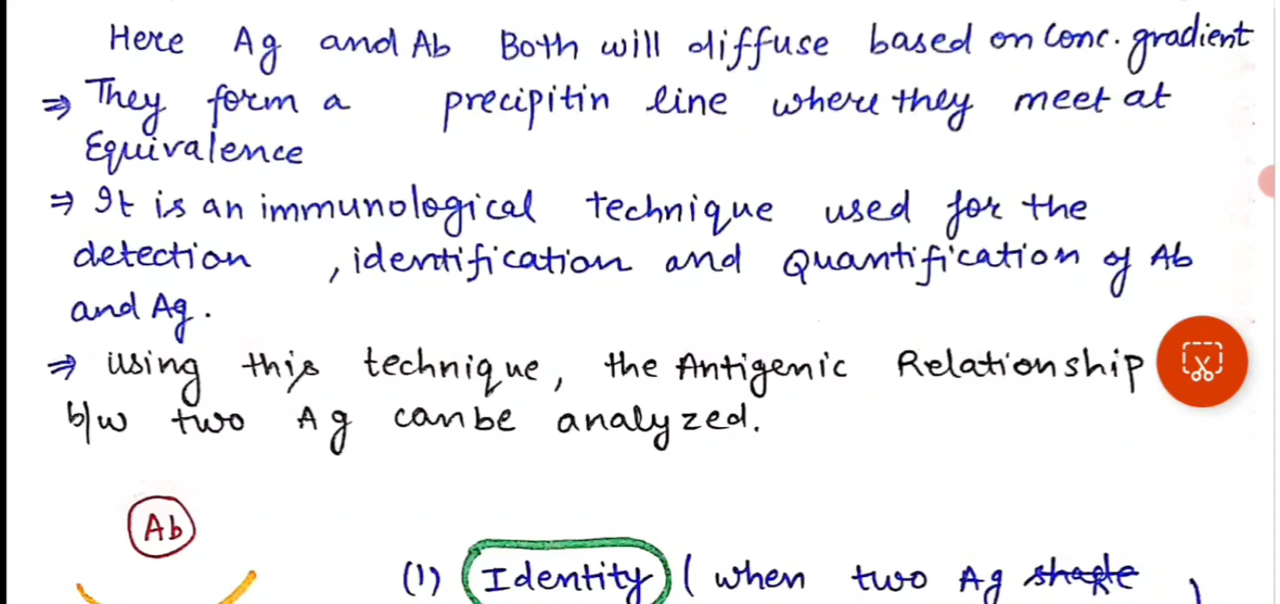 Here Ag and Ab Both will diffuse based on Conc. gradient
⇒ They form a precipitin line where they meet at
Equivalence
⇒ It is an immunological technique used for the
detection , identification and Quantification of Ab
and Ag.
⇒ Using this technique, the Antigenic Relationship
b/w two Ag can be analyzed.
Ab
(1) Identity ( when two Ag )